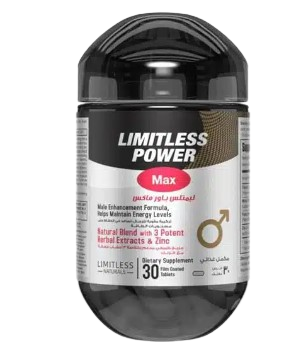 LIMITLESS
POWER
Max
ليمتلس باور ماكس
Male Enhancement Formula,
Helps Maintain Energy Levels
Natural Blend with 3 Potent
Herbal Extracts & Zinc
LIMITLESS
NATURALS
Dietary Supplement
30 Film Coated
Tablets
مكمل غذائي
٣٠